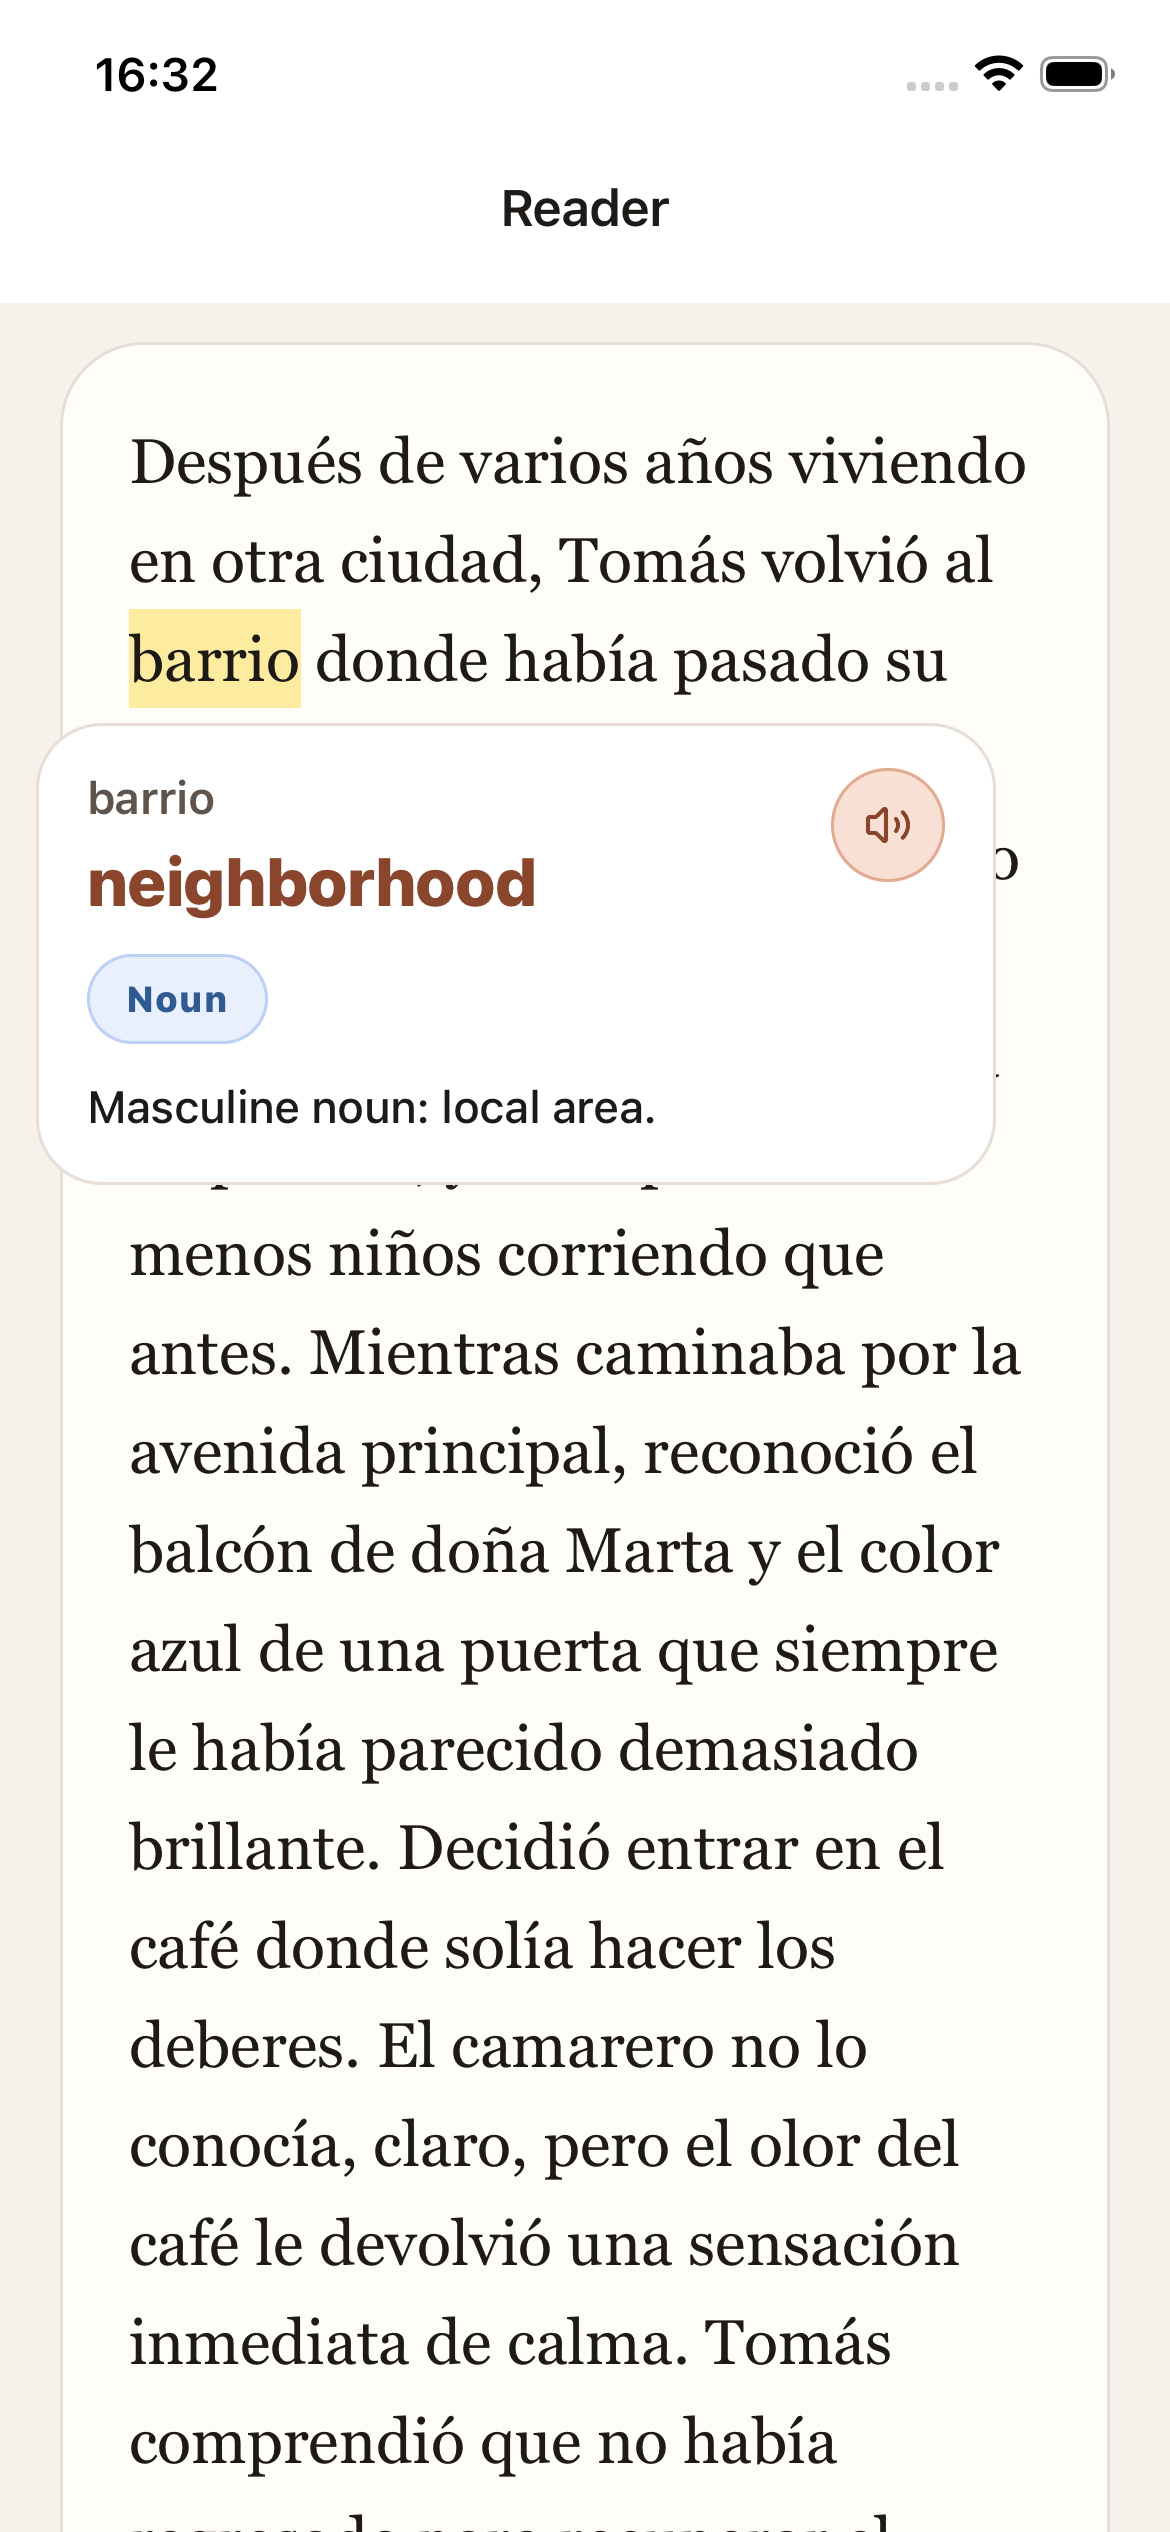 16:32
Reader
Después de varios años viviendo
en otra ciudad, Tomás volvió al
barrio donde había pasado su
barrio
neighborhood
Noun
Masculine noun: local area.
menos niños corriendo que
antes. Mientras caminaba por la
avenida principal, reconoció el
balcón de doña Marta y el color
azul de una puerta que siempre
le había parecido demasiado
brillante. Decidió entrar en el
café donde solía hacer los
deberes. El camarero no lo
conocía, claro, pero el olor del
café le devolvió una sensación
inmediata de calma. Tomás
comprendió que no había